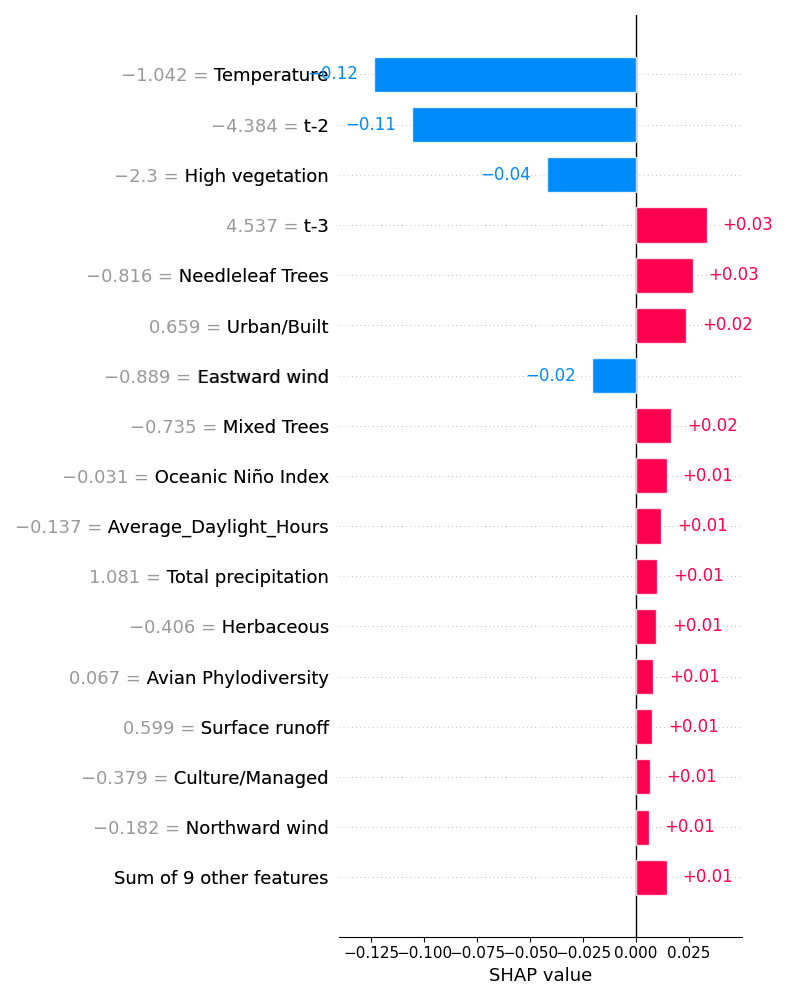 −1.042 = Temperature −0.12
−4.384 = t-2 −0.11
−2.3 = High vegetation −0.04
4.537 = t-3 +0.03
−0.816 = Needleleaf Trees +0.03
0.659 = Urban/Built +0.02
−0.889 = Eastward wind −0.02
−0.735 = Mixed Trees +0.02
−0.031 = Oceanic Niño Index +0.01
−0.137 = Average_Daylight_Hours +0.01
1.081 = Total precipitation +0.01
−0.406 = Herbaceous +0.01
0.067 = Avian Phylodiversity +0.01
0.599 = Surface runoff +0.01
−0.379 = Culture/Managed +0.01
−0.182 = Northward wind +0.01
Sum of 9 other features +0.01
−0.125 −0.100 −0.075 −0.050 −0.025 0.000 0.025
SHAP value